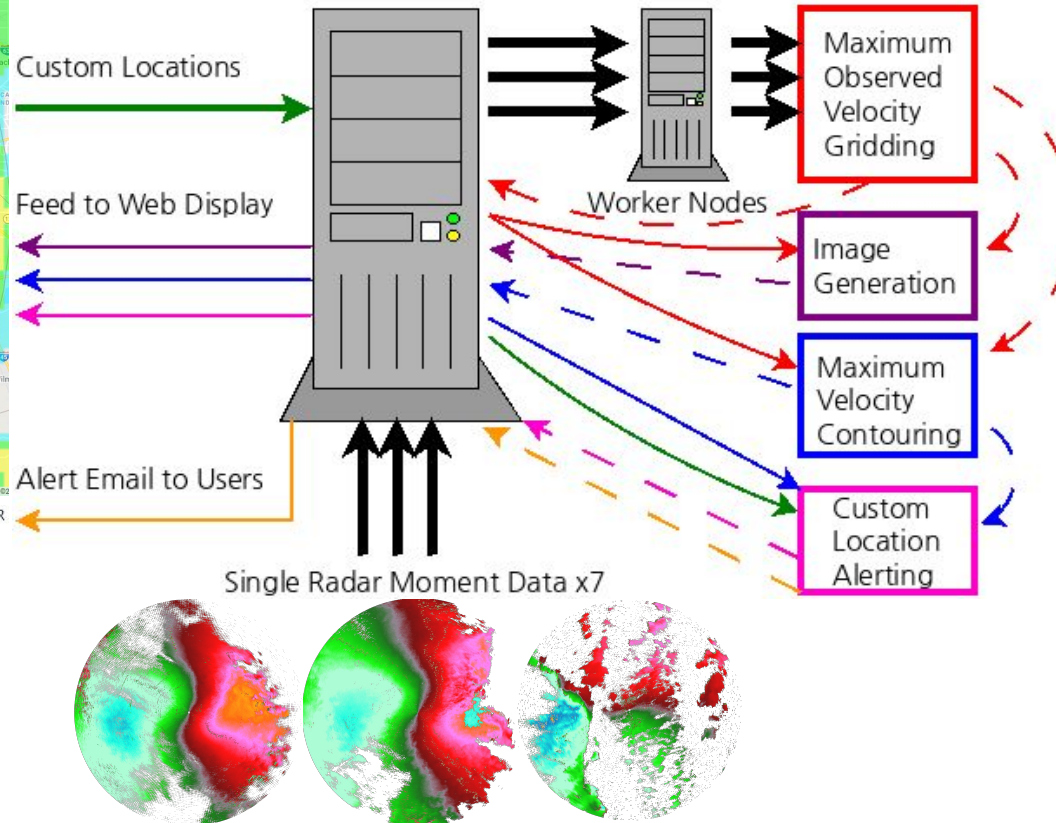 Custom Locations
Feed to Web Display
Alert Email to Users
R
Worker Nodes
Maximum
Observed
Velocity
Gridding
Image
Generation
Maximum
Velocity
Contouring
Custom
Location
Alerting
Single Radar Moment Data x7